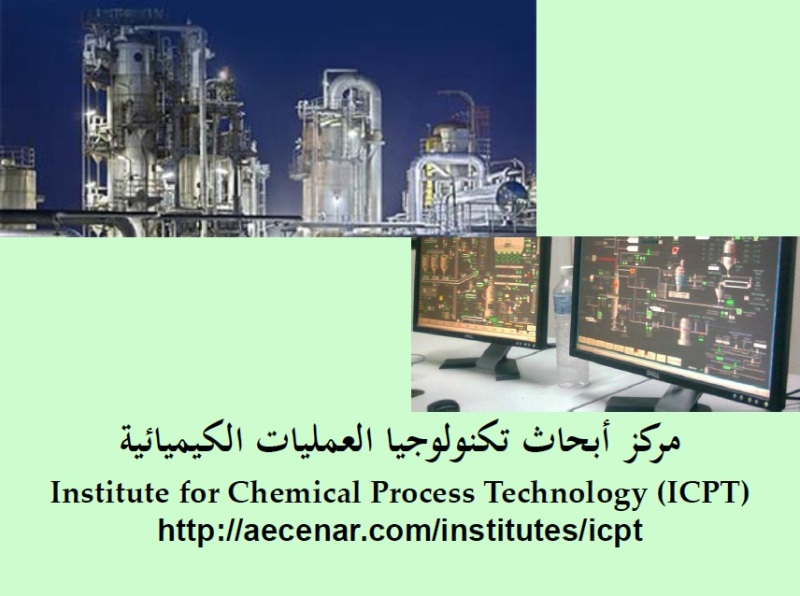 مركز أبحاث تكنولوجيا العمليات الكيميائية
Institute for Chemical Process Technology (ICPT)
http://aecenar.com/institutes/icpt